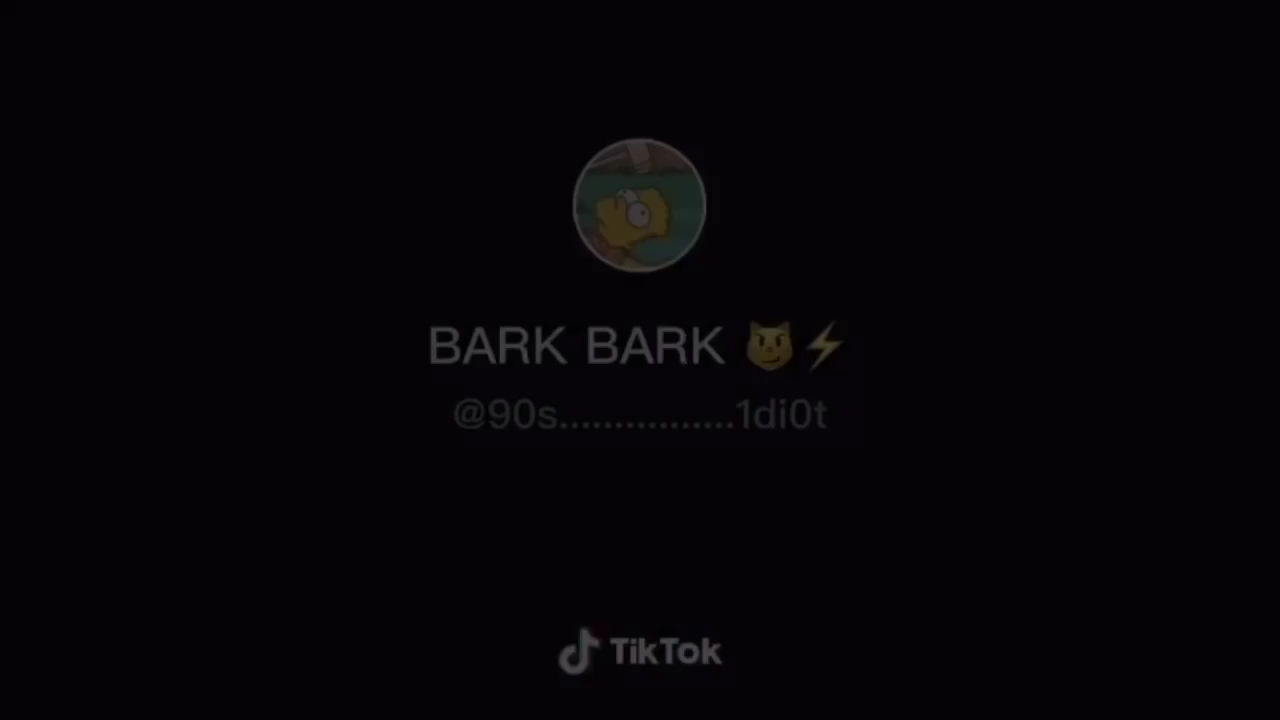 BARK BARK 😼⚡
@90s................1di0t
TikTok